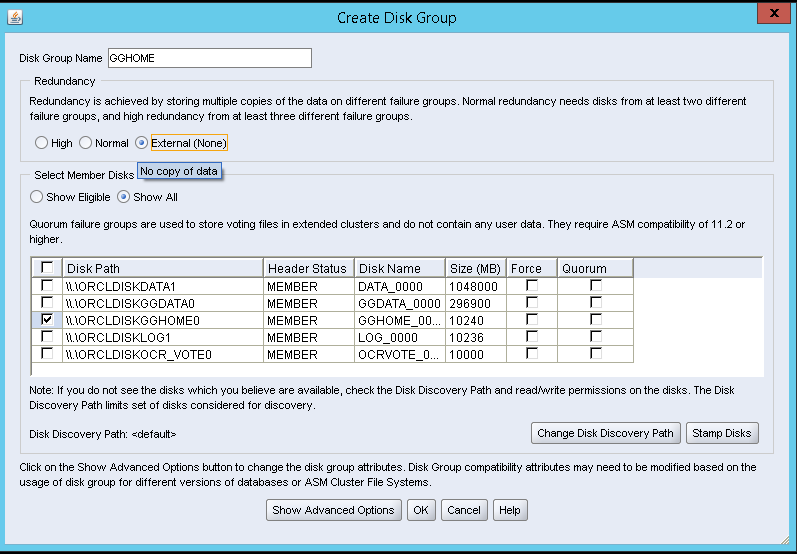 Create Disk Group
X
Disk Group Name GGHOME
Redundancy
Redundancy is achieved by storing multiple copies of the data on different failure groups. Normal redundancy needs disks from at least two different
failure groups, and high redundancy from at least three different failure groups.
High Normal External (None)
No copy of data
Select Member Disks
Show Eligible Show All
Quorum failure groups are used to store voting files in extended clusters and do not contain any user data. They require ASM compatibility of 11.2 or
higher.
Disk Path Header Status Disk Name Size (MB) Force Quorum
\\.\ORCLDISKDATA1 MEMBER DATA_0000 1048000
\\.\ORCLDISKGGDATA0 MEMBER GGDATA_0000 296900
\\.\ORCLDISKGGHOME0 MEMBER GGHOME_00... 10240
\\.\ORCLDISKLOG1 MEMBER LOG_0000 10236
\\.\ORCLDISKOCR_VOTE0 MEMBER OCRVOTE_0... 10000
Note: If you do not see the disks which you believe are available, check the Disk Discovery Path and read/write permissions on the disks. The Disk
Discovery Path limits set of disks considered for discovery.
Disk Discovery Path: <default> Change Disk Discovery Path Stamp Disks
Click on the Show Advanced Options button to change the disk group attributes. Disk Group compatibility attributes may need to be modified based on the
usage of disk group for different versions of databases or ASM Cluster File Systems.
Show Advanced Options OK Cancel Help